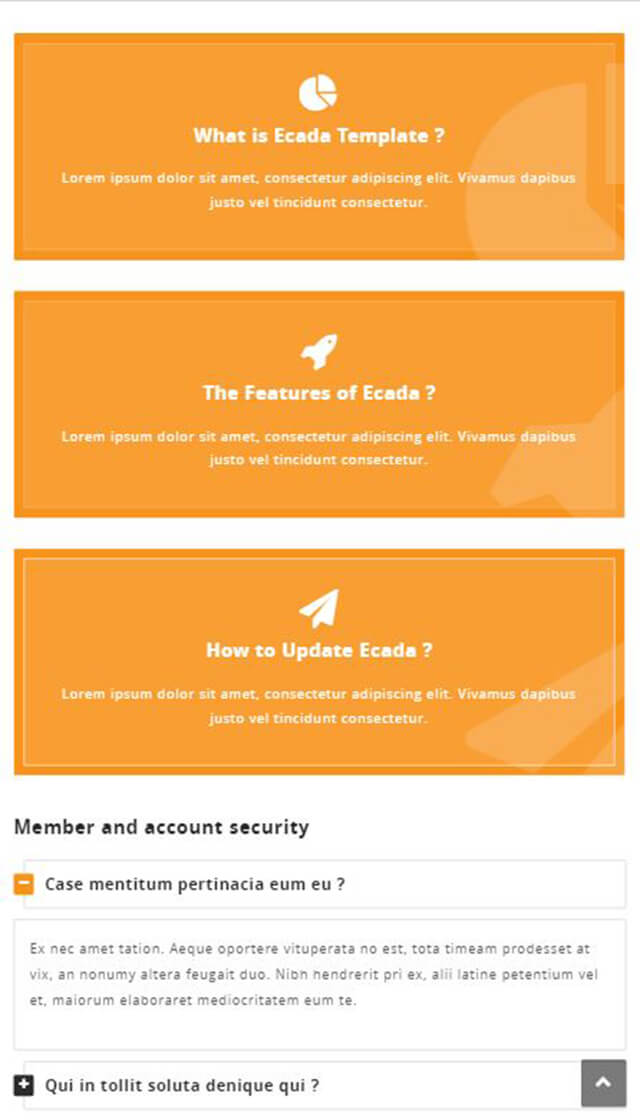 What is Ecada Template ?
Lorem ipsum dolor sit amet, consectetur adipiscing elit. Vivamus dapibus
justo vel tincidunt consectetur.
The Features of Ecada ?
Lorem ipsum dolor sit amet, consectetur adipiscing elit. Vivamus dapibus
justo vel tincidunt consectetur.
How to Update Ecada ?
Lorem ipsum dolor sit amet, consectetur adipiscing elit. Vivamus dapibus
justo vel tincidunt consectetur.
Member and account security
Case mentitum pertinacia eum eu ?
Ex nec amet tation. Aeque oportere vituperata no est, tota timeam prodesset at
vix, an nonumy altera feugait duo. Nibh hendrerit pri ex, alii latine petentium vel
et, maiorum elaboraret mediocritatem eum te.
Qui in tollit soluta denique qui ?